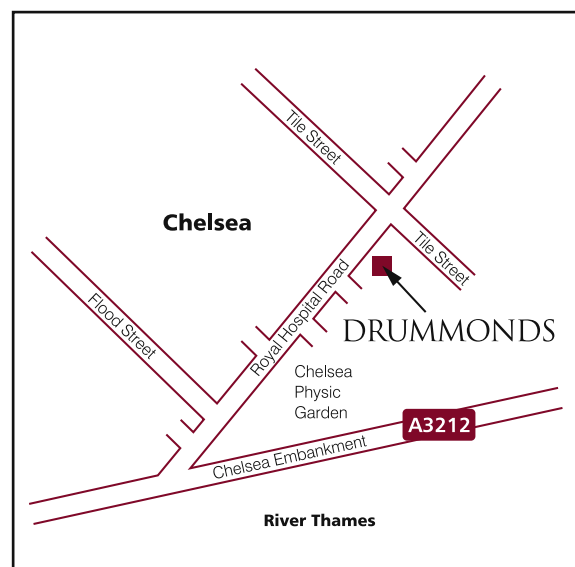 Tile Street
Chelsea
Tile Street
Royal Hospital Road
Flood Street
DRUMMONDS
Chelsea
Physic
Garden
A3212
Chelsea Embankment
River Thames